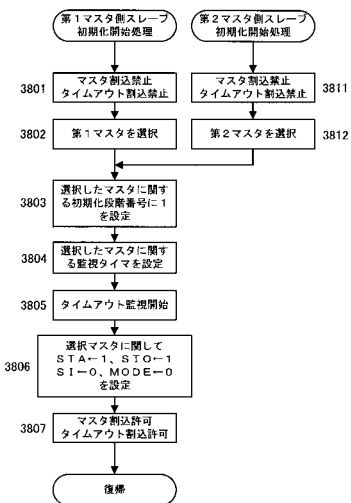 第1マスタ側スレーブ
初期化開始処理
第2マスタ側スレーブ
初期化開始処理
3801
マスタ割込禁止
タイムアウト割込禁止
マスタ割込禁止
タイムアウト割込禁止
3811
3802
第1マスタを選択
第2マスタを選択
3812
3803
選択したマスタに関す
る初期化段階番号に1
を設定
3804
選択したマスタに関す
る監視タイマを設定
3805
タイムアウト監視開始
3806
選択マスタに関して
STA←1、STO←1
SI←0、MODE←0
を設定
3807
マスタ割込許可
タイムアウト割込許可
復帰